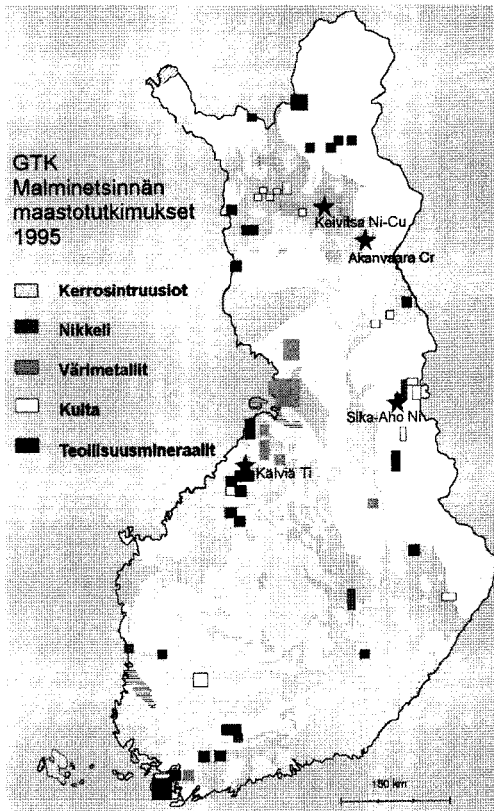 GTK
Malminetsinnän
maastotutkimukset
1995
Kerrosintruusiot
Nikkeli
Värimetallit
Kulta
Teollisuusmineraalit
Keivitsa Ni-Cu
Akanvaara Cr
Sika-Aho Ni
Kälviä Ti
150 km